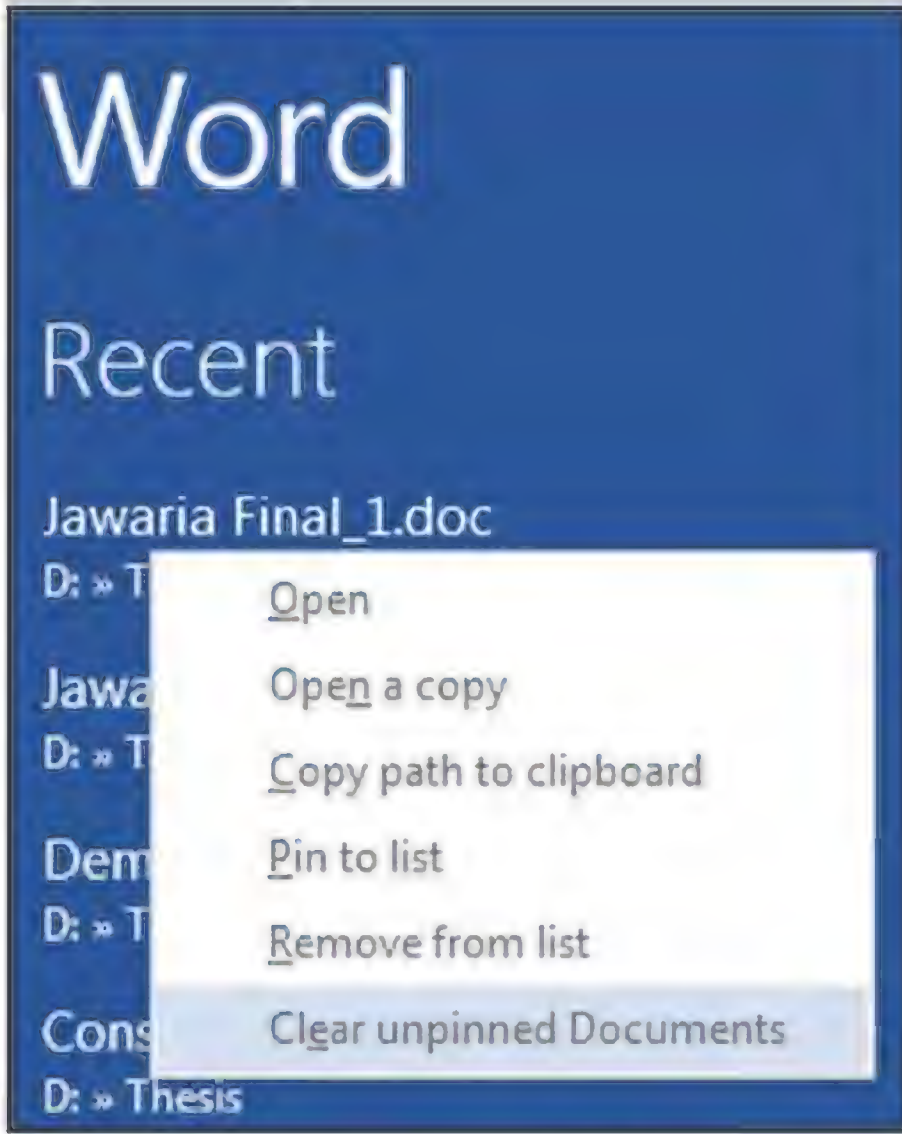 Word
Recent
Jawaria Final_1.doc
D: » T
Open
Jawa
Open a copy
D: » T
Copy path to clipboard
Dem
Pin to list
D: » T
Remove from list
Cons
Clear unpinned Documents
D: » Thesis